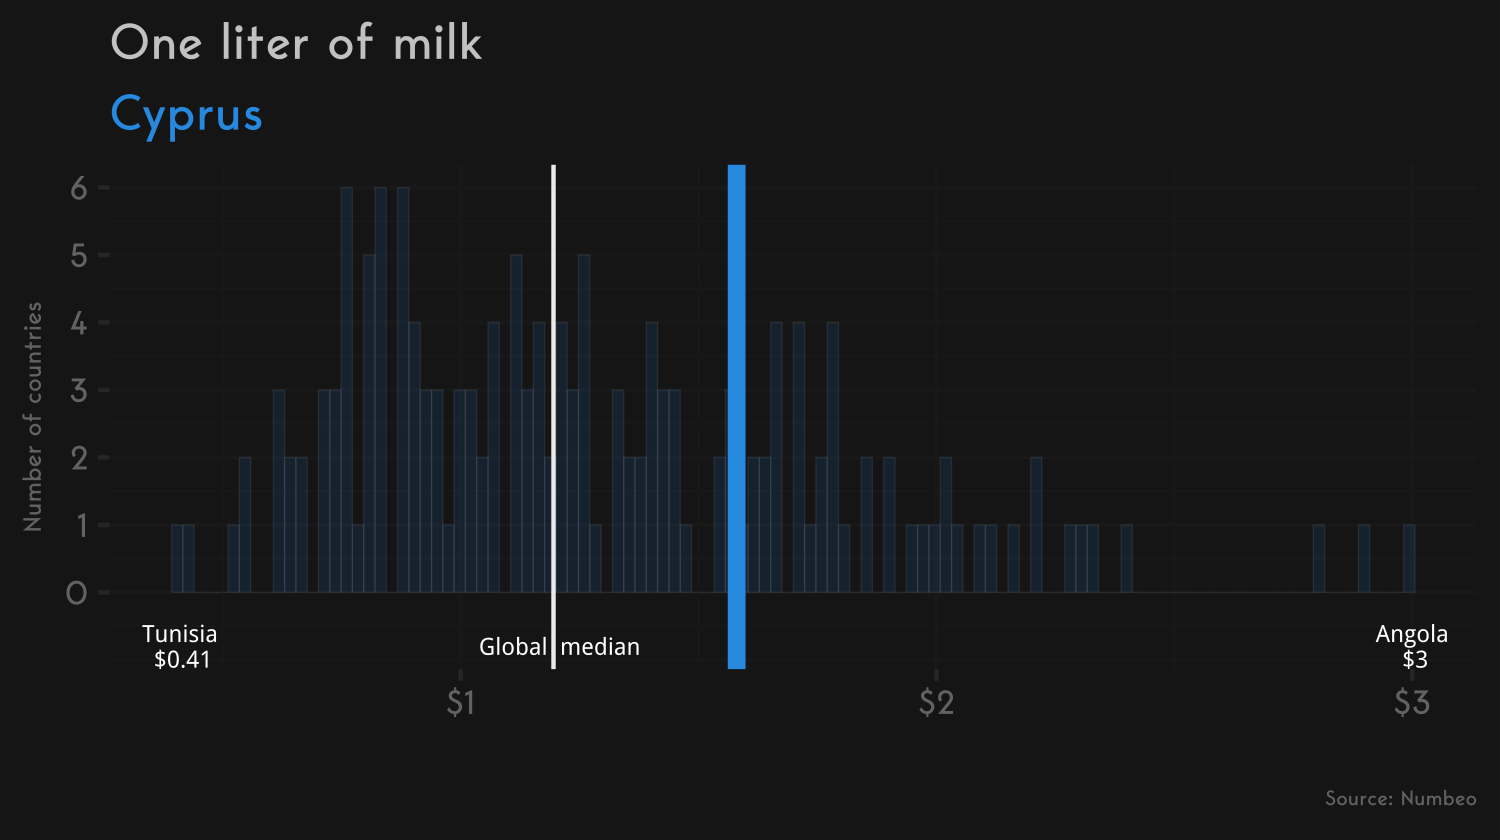 One liter of milk
Cyprus
Number of countries
6
5
4
3
2
1
0
Tunisia
$0.41
Global median
Angola
$3
$1 $2 $3
Source: Numbeo